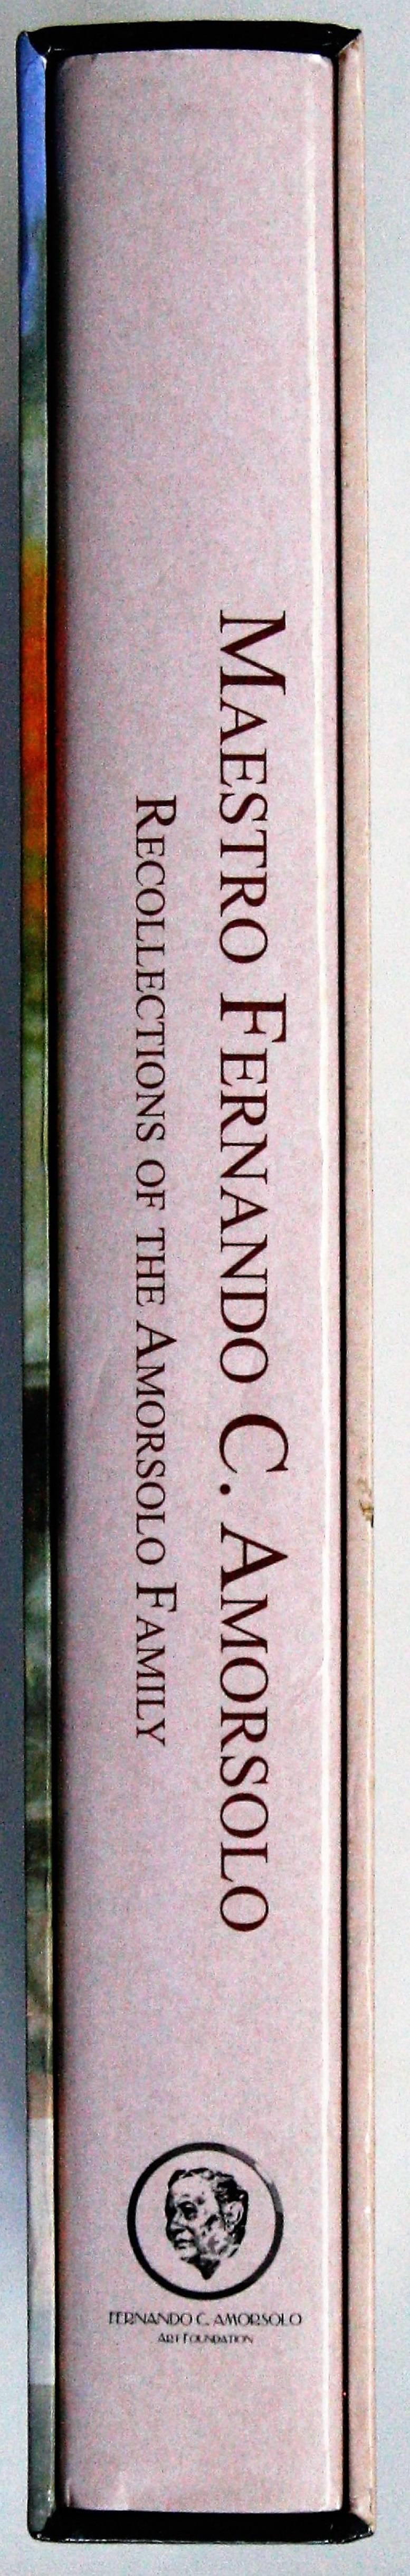 MAESTRO FERNANDO C. AMORSOLO
RECOLLECTIONS OF THE AMORSOLO FAMILY
FERNANDO C. AMORSOLO
ART FOUNDATION